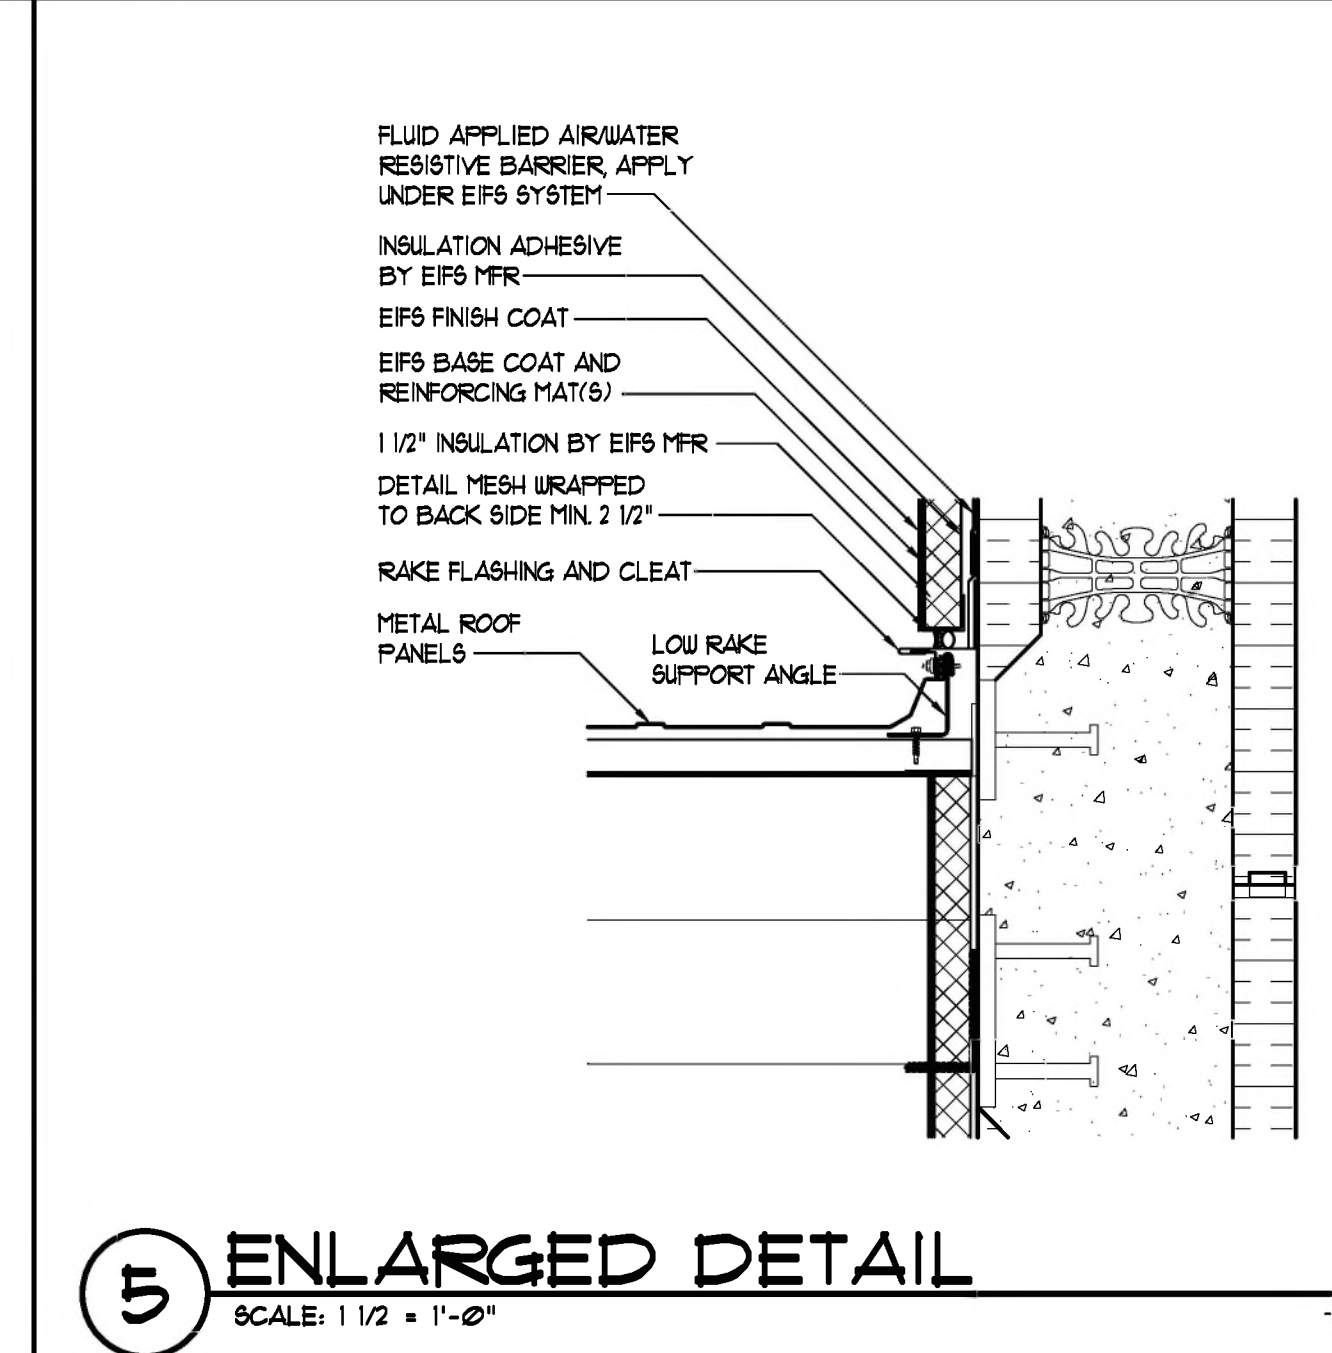 FLUID APPLIED AIR/WATER
RESISTIVE BARRIER, APPLY
UNDER EIFS SYSTEM
INSULATION ADHESIVE
BY EIFS MFR
EIFS FINISH COAT
EIFS BASE COAT AND
REINFORCING MAT(S)
1 1/2" INSULATION BY EIFS MFR
DETAIL MESH WRAPPED
TO BACK SIDE MIN. 2 1/2"
RAKE FLASHING AND CLEAT
METAL ROOF
PANELS
LOW RAKE
SUPPORT ANGLE
5
ENLARGED DETAIL
SCALE: 1 1/2 = 1'-0"